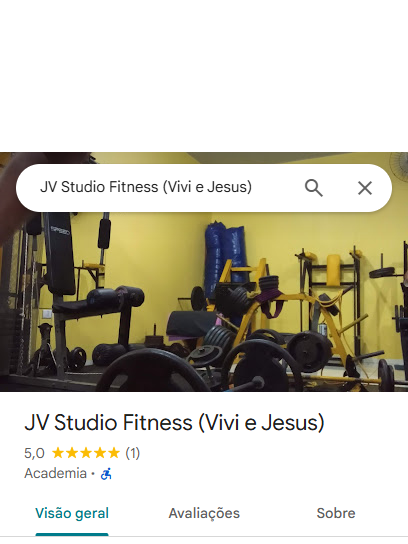 JV Studio Fitness (Vivi e Jesus)
JV Studio Fitness (Vivi e Jesus)
5,0 (1)
Academia ·
Visão geral Avaliações Sobre